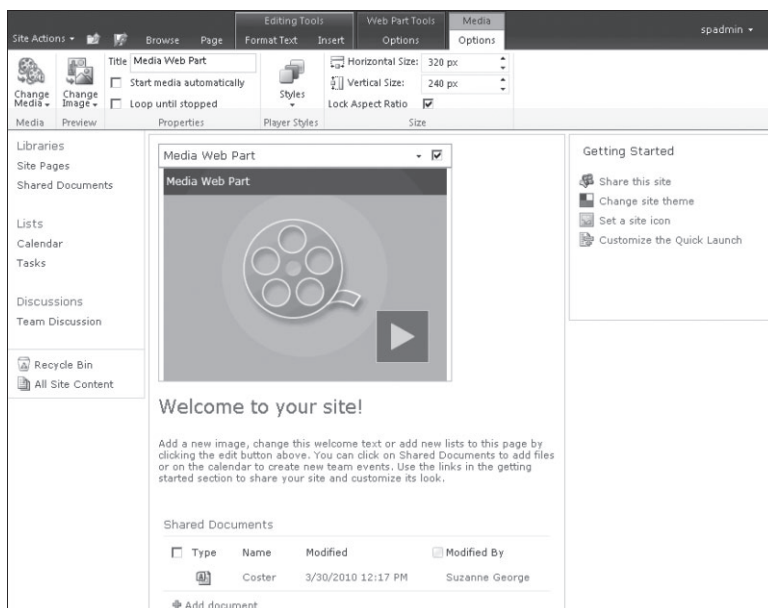 Editing Tools Web Part Tools Media
Site Actions Browse Page Format Text Insert Options Options spadmin
Change Media
Change Image
Title Media Web Part
Start media automatically
Loop until stopped
Styles
Horizontal Size: 320 px
Vertical Size: 240 px
Lock Aspect Ratio
Media Preview Properties Player Styles Size
Libraries
Site Pages
Shared Documents
Lists
Calendar
Tasks
Discussions
Team Discussion
Recycle Bin
All Site Content
Media Web Part
Media Web Part
Welcome to your site!
Add a new image, change this welcome text or add new lists to this page by
clicking the edit button above. You can click on Shared Documents to add files
or on the calendar to create new team events. Use the links in the getting
started section to share your site and customize its look.
Shared Documents
Type Name Modified Modified By
Coster 3/30/2010 12:17 PM Suzanne George
Add document
Getting Started
Share this site
Change site theme
Set a site icon
Customize the Quick Launch